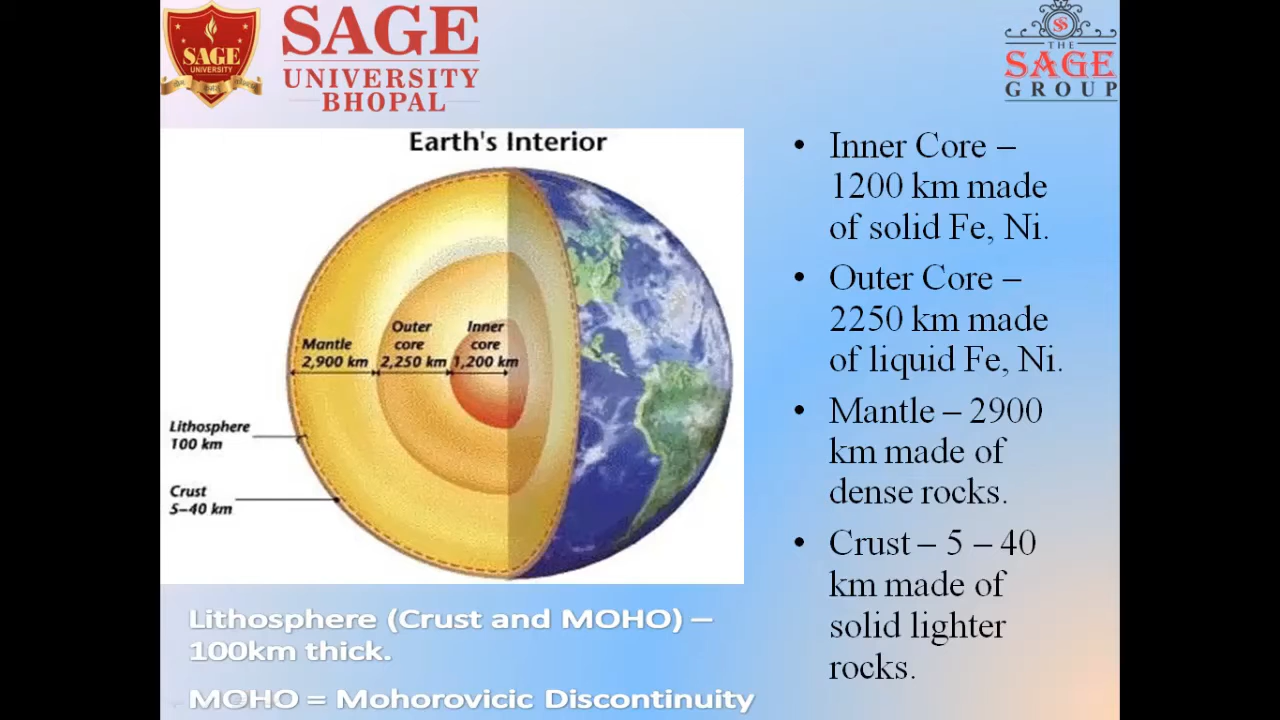 SAGE
UNIVERSITY
SAGE
UNIVERSITY
BHOPAL
THE
SAGE
GROUP
Earth's Interior
Mantle
2,900 km
Outer
core
2,250 km
Inner
core
1,200 km
Lithosphere
100 km
Crust
5–40 km
Lithosphere (Crust and MOHO) –
100km thick.
MOHO = Mohorovicic Discontinuity
• Inner Core –
1200 km made
of solid Fe, Ni.
• Outer Core –
2250 km made
of liquid Fe, Ni.
• Mantle – 2900
km made of
dense rocks.
• Crust – 5 – 40
km made of
solid lighter
rocks.